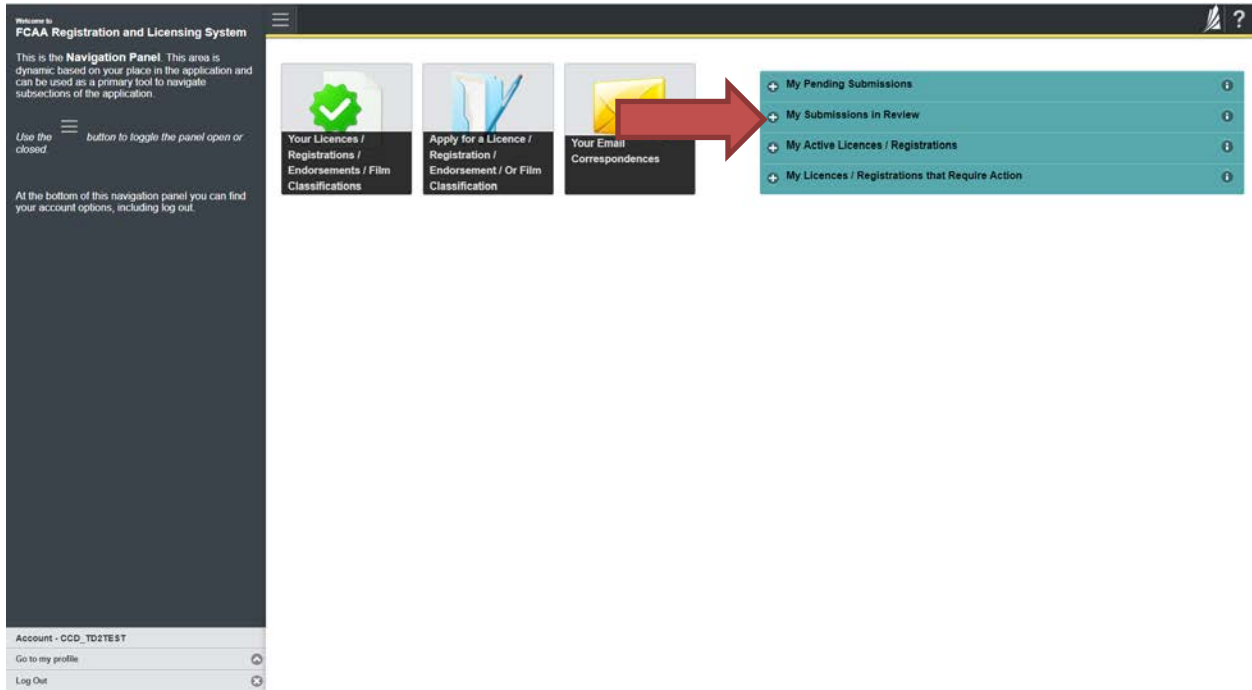 Welcome to
FCAA Registration and Licensing System
This is the Navigation Panel. This area is
dynamic based on your place in the application and
can be used as a primary tool to navigate
subsections of the application.
Use the button to toggle the panel open or
closed.
At the bottom of this navigation panel you can find
your account options, including log out.
Account - CCD_TD2TEST
Go to my profile
Log Out
?
Your Licences /
Registrations /
Endorsements / Film
Classifications
Apply for a Licence /
Registration /
Endorsement / Or Film
Classification
Your Email
Correspondences
My Pending Submissions
My Submissions in Review
My Active Licences / Registrations
My Licences / Registrations that Require Action